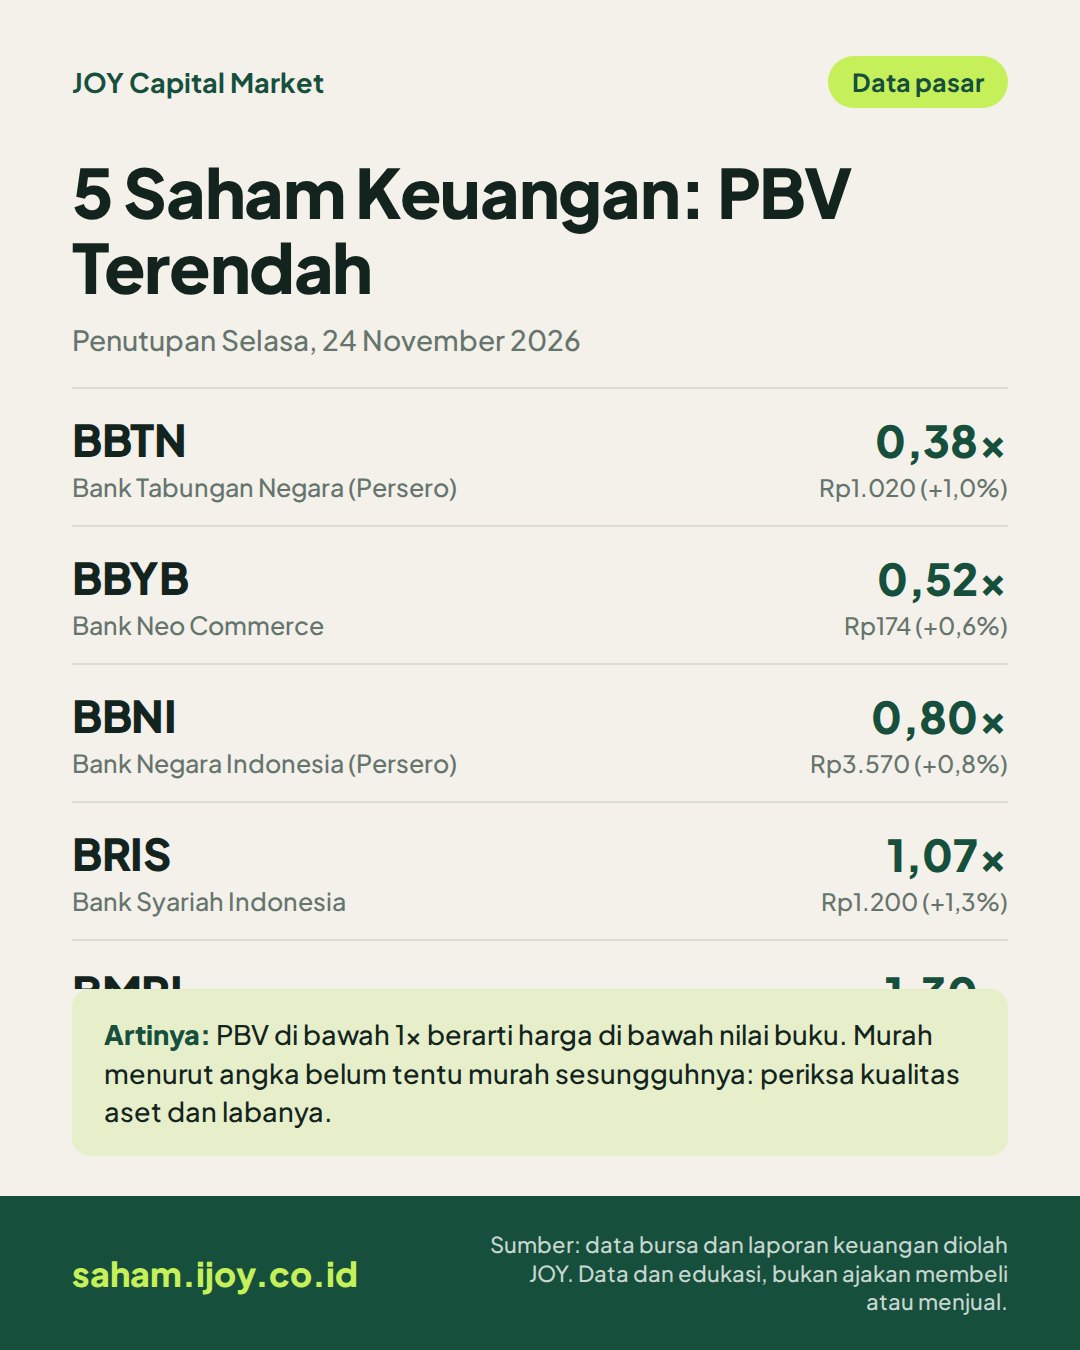 JOY Capital Market
Data pasar
5 Saham Keuangan: PBV
Terendah
Penutupan Selasa, 24 November 2026
BBTN
0,38×
Bank Tabungan Negara (Persero)
Rp1.020 (+1,0%)
BBYB
0,52×
Bank Neo Commerce
Rp174 (+0,6%)
BBNI
0,80×
Bank Negara Indonesia (Persero)
Rp3.570 (+0,8%)
BRIS
1,07×
Bank Syariah Indonesia
Rp1.200 (+1,3%)
Artinya: PBV di bawah 1× berarti harga di bawah nilai buku. Murah
menurut angka belum tentu murah sesungguhnya: periksa kualitas
aset dan labanya.
saham.ijoy.co.id
Sumber: data bursa dan laporan keuangan diolah
JOY. Data dan edukasi, bukan ajakan membeli
atau menjual.